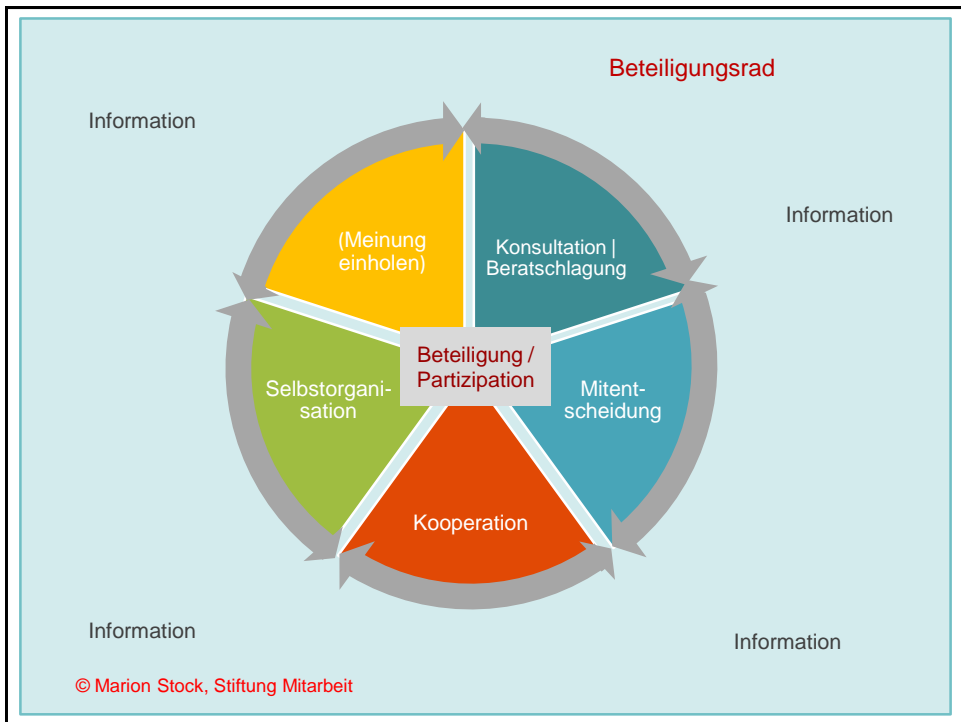 Beteiligungsrad
Information
Information
(Meinung
einholen)
Konsultation |
Beratschlagung
Beteiligung /
Partizipation
Selbstorgani-
sation
Mitent-
scheidung
Kooperation
Information
Information
© Marion Stock, Stiftung Mitarbeit